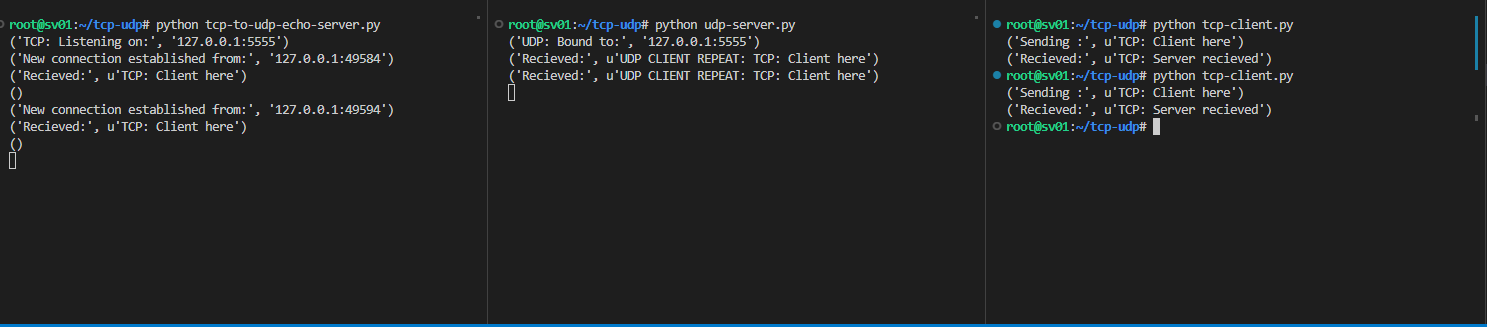 root@sv01:~/tcp-udp# python tcp-to-udp-echo-server.py
('TCP: Listening on:', '127.0.0.1:5555')
('New connection established from:', '127.0.0.1:49584')
('Recieved:', u'TCP: Client here')
()
('New connection established from:', '127.0.0.1:49594')
('Recieved:', u'TCP: Client here')
()
root@sv01:~/tcp-udp# python udp-server.py
('UDP: Bound to:', '127.0.0.1:5555')
('Recieved:', u'UDP CLIENT REPEAT: TCP: Client here')
('Recieved:', u'UDP CLIENT REPEAT: TCP: Client here')
root@sv01:~/tcp-udp# python tcp-client.py
('Sending :', u'TCP: Client here')
('Recieved:', u'TCP: Server recieved')
root@sv01:~/tcp-udp# python tcp-client.py
('Sending :', u'TCP: Client here')
('Recieved:', u'TCP: Server recieved')
root@sv01:~/tcp-udp#